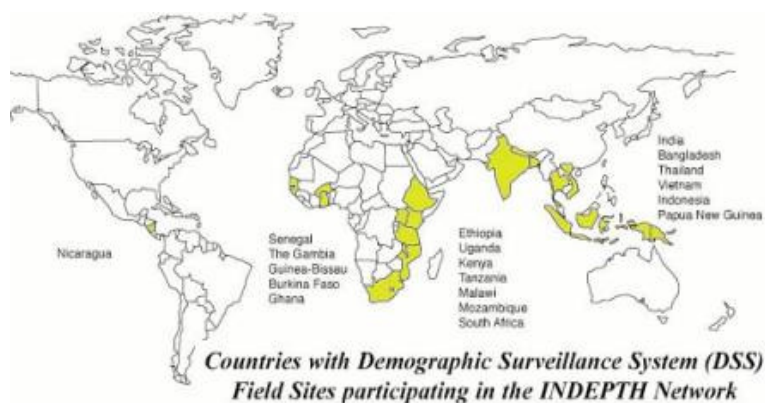 Nicaragua
Senegal
The Gambia
Guinea-Bissau
Burkina Faso
Ghana
Ethiopia
Uganda
Kenya
Tanzania
Malawi
Mozambique
South Africa
India
Bangladesh
Thailand
Vietnam
Indonesia
Papua New Guinea
Countries with Demographic Surveillance System (DSS)
Field Sites participating in the INDEPTH Network